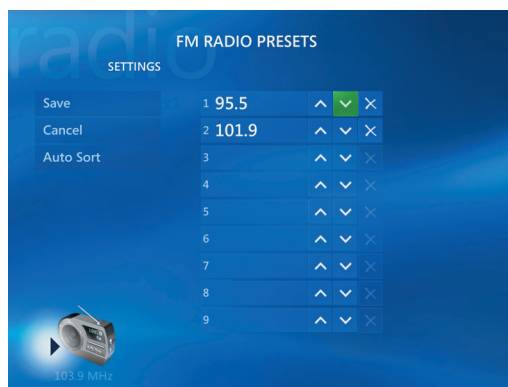 radio
FM RADIO PRESETS
SETTINGS
Save
Cancel
Auto Sort
1 95.5
2 101.9
3
4
5
6
7
8
9
103.9 MHz